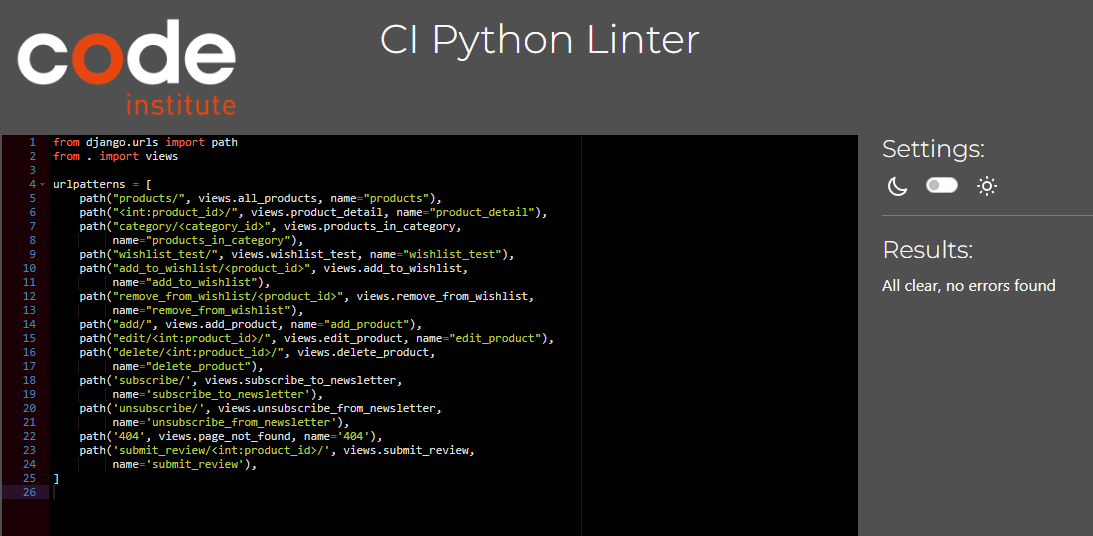 code
institute
CI Python Linter
1 from django.urls import path
2 from . import views
3
4 urlpatterns = [
5     path("products/", views.all_products, name="products"),
6     path("<int:product_id>/", views.product_detail, name="product_detail"),
7     path("category/<category_id>", views.products_in_category,
8          name="products_in_category"),
9     path("wishlist_test/", views.wishlist_test, name="wishlist_test"),
10     path("add_to_wishlist/<product_id>", views.add_to_wishlist,
11          name="add_to_wishlist"),
12     path("remove_from_wishlist/<product_id>", views.remove_from_wishlist,
13          name="remove_from_wishlist"),
14     path("add/", views.add_product, name="add_product"),
15     path("edit/<int:product_id>/", views.edit_product, name="edit_product"),
16     path("delete/<int:product_id>/", views.delete_product,
17          name="delete_product"),
18     path('subscribe/', views.subscribe_to_newsletter,
19          name='subscribe_to_newsletter'),
20     path('unsubscribe/', views.unsubscribe_from_newsletter,
21          name='unsubscribe_from_newsletter'),
22     path('404', views.page_not_found, name='404'),
23     path('submit_review/<int:product_id>/', views.submit_review,
24          name='submit_review'),
25 ]
26
Settings:
Results:
All clear, no errors found